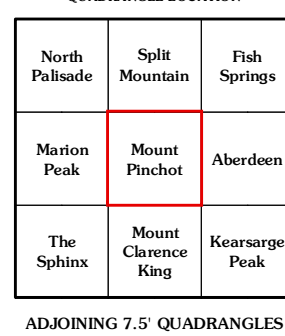 North Palisade
Split Mountain
Fish Springs
Marion Peak
Mount Pinchot
Aberdeen
The Sphinx
Mount Clarence King
Kearsarge Peak
ADJOINING 7.5' QUADRANGLES